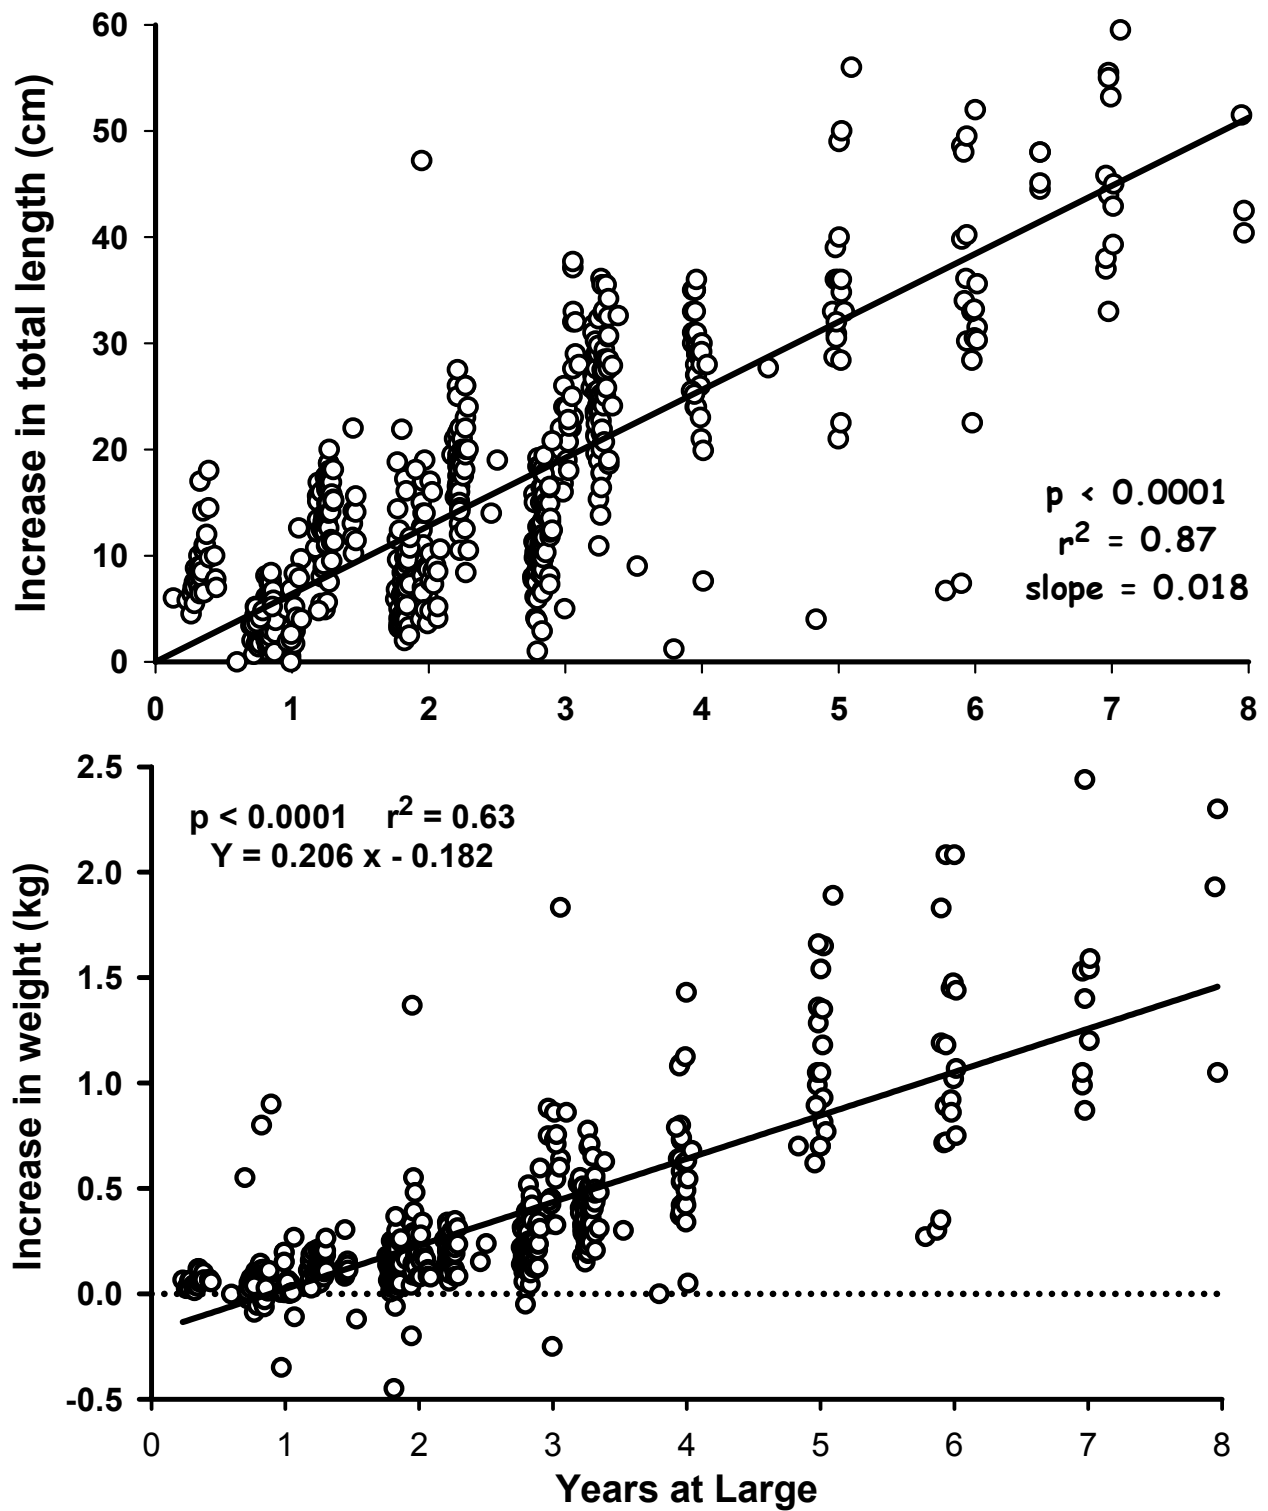 Increase in total length (cm)
60
50
40
30
20
10
0
p < 0.0001
r² = 0.87
slope = 0.018
0 1 2 3 4 5 6 7 8
Increase in weight (kg)
2.5
2.0
1.5
1.0
0.5
0.0
-0.5
p < 0.0001 r² = 0.63
Y = 0.206 x - 0.182
0 1 2 3 4 5 6 7 8
Years at Large